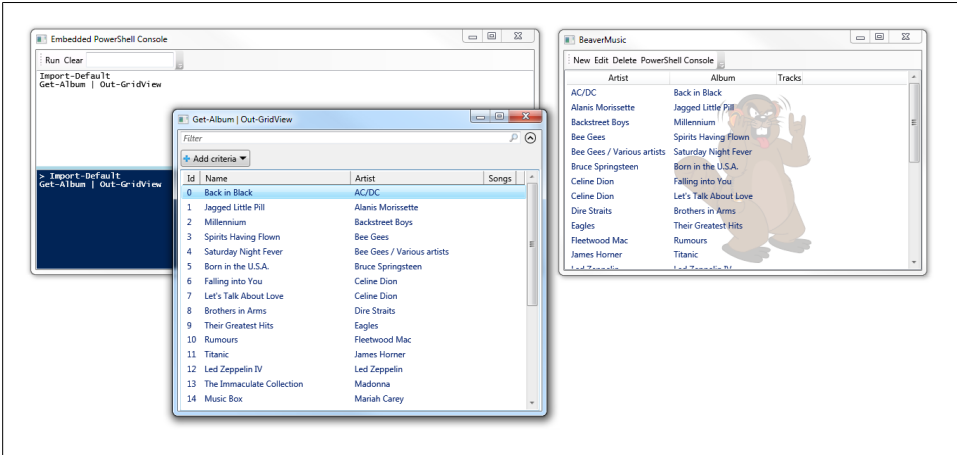 Embedded PowerShell Console
Run Clear
Import-Default
Get-Album | Out-GridView
> Import-Default
Get-Album | Out-GridView
Get-Album | Out-GridView
Filter
Add criteria
Id Name Artist Songs
0 Back in Black AC/DC
1 Jagged Little Pill Alanis Morissette
2 Millennium Backstreet Boys
3 Spirits Having Flown Bee Gees
4 Saturday Night Fever Bee Gees / Various artists
5 Born in the U.S.A. Bruce Springsteen
6 Falling into You Celine Dion
7 Let's Talk About Love Celine Dion
8 Brothers in Arms Dire Straits
9 Their Greatest Hits Eagles
10 Rumours Fleetwood Mac
11 Titanic James Horner
12 Led Zeppelin IV Led Zeppelin
13 The Immaculate Collection Madonna
14 Music Box Mariah Carey
BeaverMusic
New Edit Delete PowerShell Console
Artist Album Tracks
AC/DC Back in Black
Alanis Morissette Jagged Little Pill
Backstreet Boys Millennium
Bee Gees Spirits Having Flown
Bee Gees / Various artists Saturday Night Fever
Bruce Springsteen Born in the U.S.A.
Celine Dion Falling into You
Celine Dion Let's Talk About Love
Dire Straits Brothers in Arms
Eagles Their Greatest Hits
Fleetwood Mac Rumours
James Horner Titanic
Led Zeppelin Led Zeppelin IV